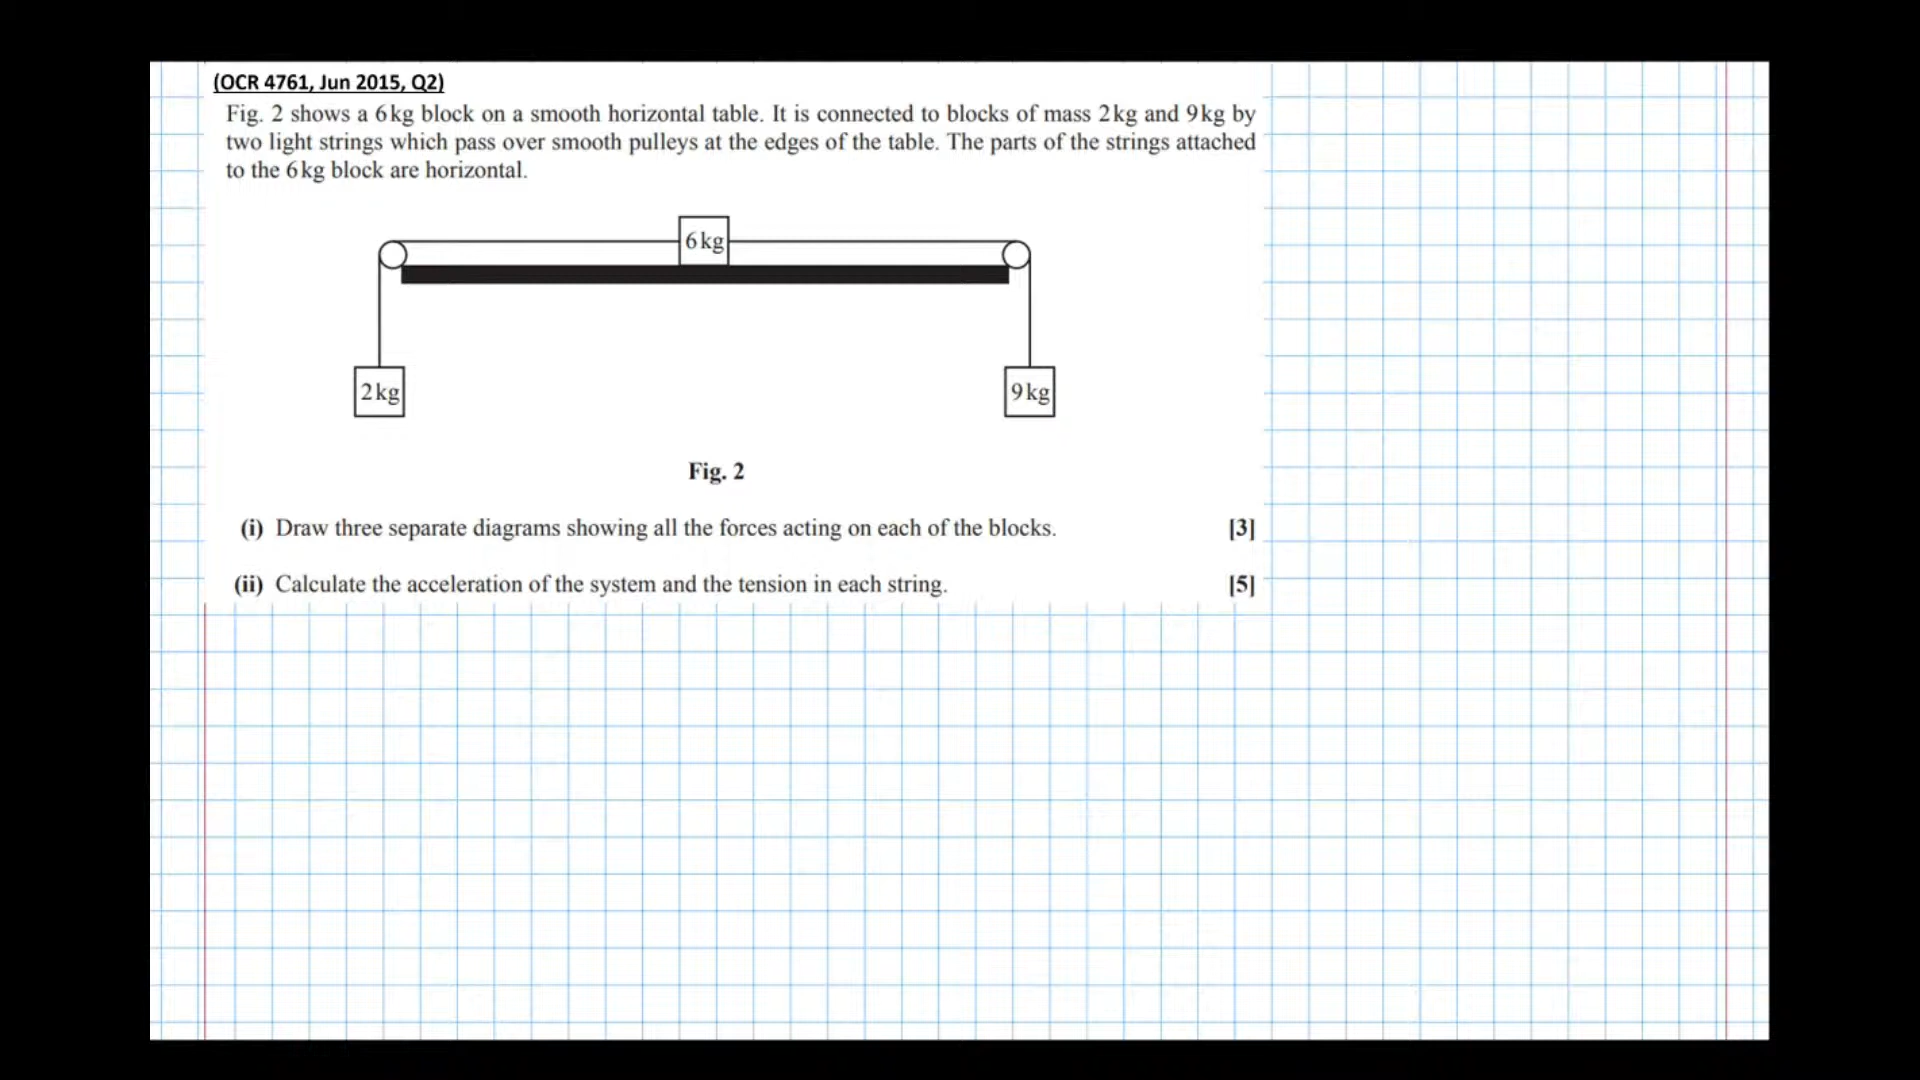 (OCR 4761, Jun 2015, Q2)
Fig. 2 shows a 6 kg block on a smooth horizontal table. It is connected to blocks of mass 2 kg and 9 kg by
two light strings which pass over smooth pulleys at the edges of the table. The parts of the strings attached
to the 6 kg block are horizontal.
6 kg
2 kg
9 kg
Fig. 2
(i) Draw three separate diagrams showing all the forces acting on each of the blocks. [3]
(ii) Calculate the acceleration of the system and the tension in each string. [5]